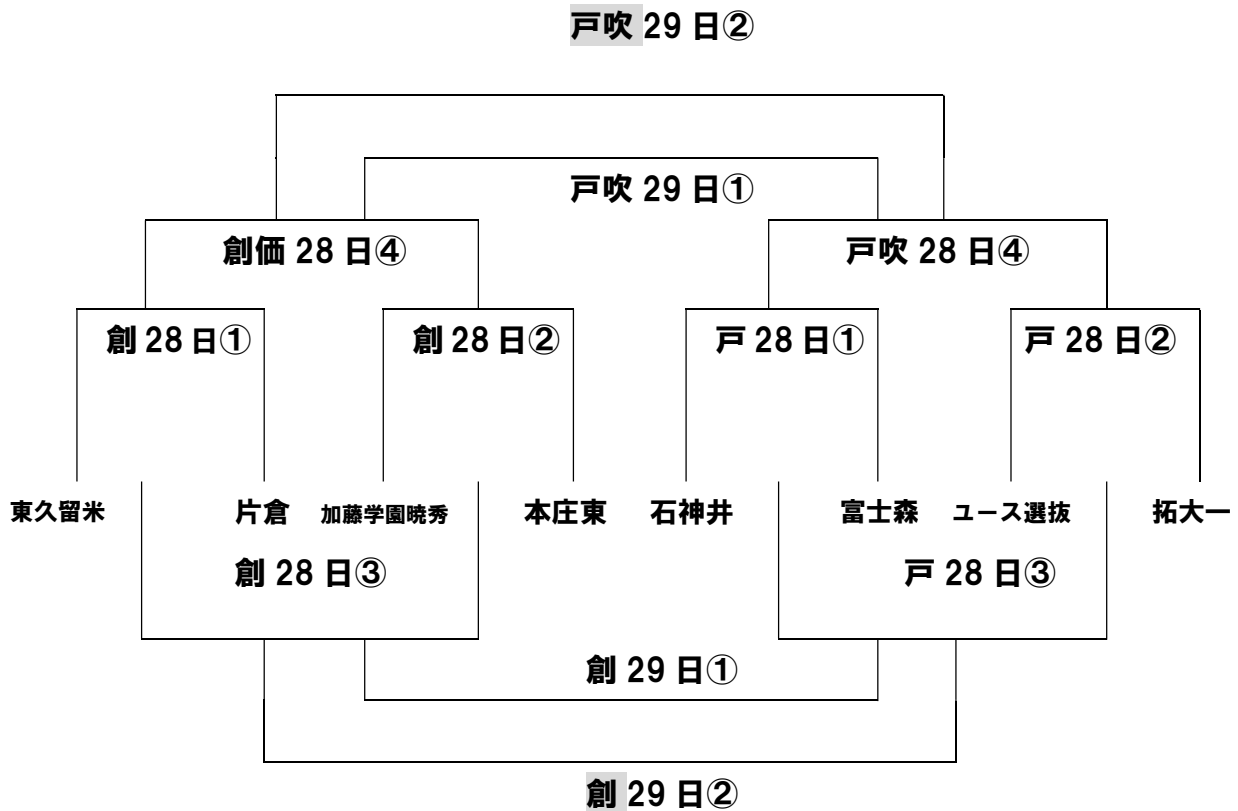 戸吹 29 日②
戸吹 29 日①
創価 28 日④
戸吹 28 日④
創 28 日①
創 28 日②
戸 28 日①
戸 28 日②
東久留米
片倉
加藤学園暁秀
本庄東
石神井
富士森
ユース選抜
拓大一
創 28 日③
戸 28 日③
創 29 日①
創 29 日②